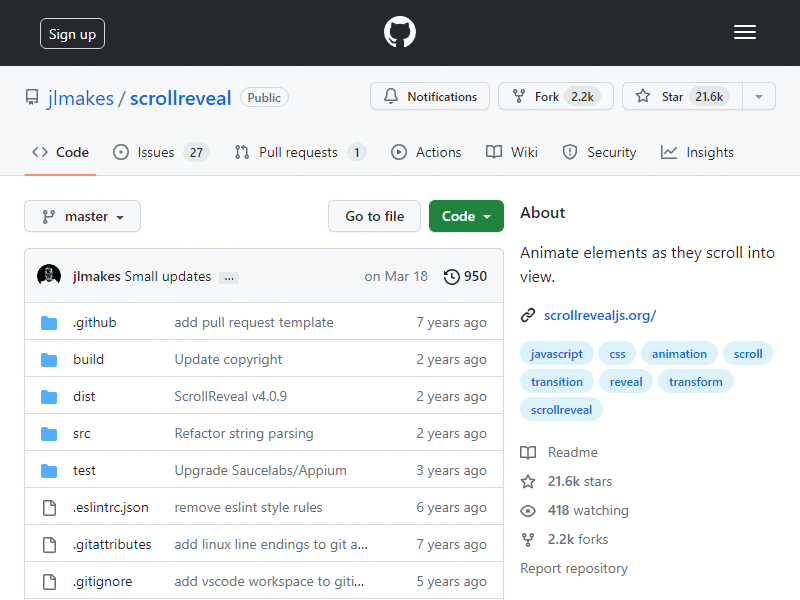 Sign up
jlmakes / scrollreveal Public
Notifications Fork 2.2k Star 21.6k
Code Issues 27 Pull requests 1 Actions Wiki Security Insights
master Go to file Code
jlmakes Small updates ... on Mar 18 950
.github add pull request template 7 years ago
build Update copyright 2 years ago
dist ScrollReveal v4.0.9 2 years ago
src Refactor string parsing 2 years ago
test Upgrade Saucelabs/Appium 3 years ago
.eslintrc.json remove eslint style rules 6 years ago
.gitattributes add linux line endings to git a... 7 years ago
.gitignore add vscode workspace to giti... 5 years ago
About
Animate elements as they scroll into
view.
scrollrevealjs.org/
javascript css animation scroll
transition reveal transform
scrollreveal
Readme
21.6k stars
418 watching
2.2k forks
Report repository